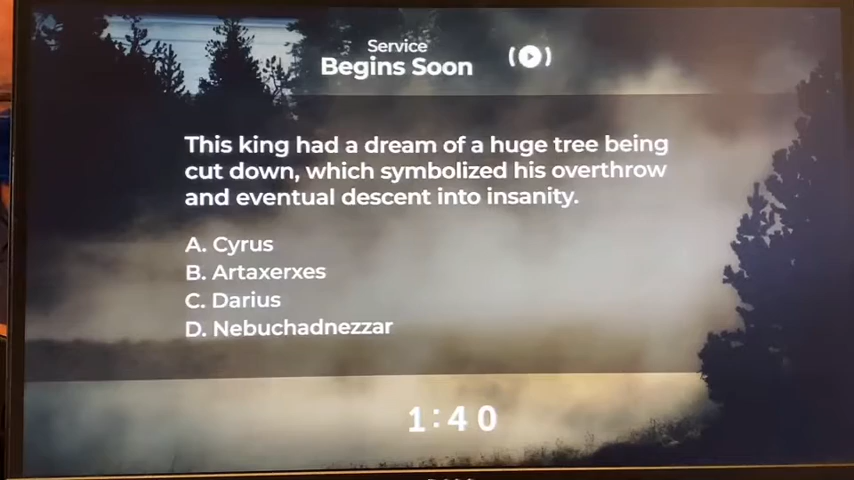 Service
Begins Soon
This king had a dream of a huge tree being
cut down, which symbolized his overthrow
and eventual descent into insanity.
A. Cyrus
B. Artaxerxes
C. Darius
D. Nebuchadnezzar
1:40